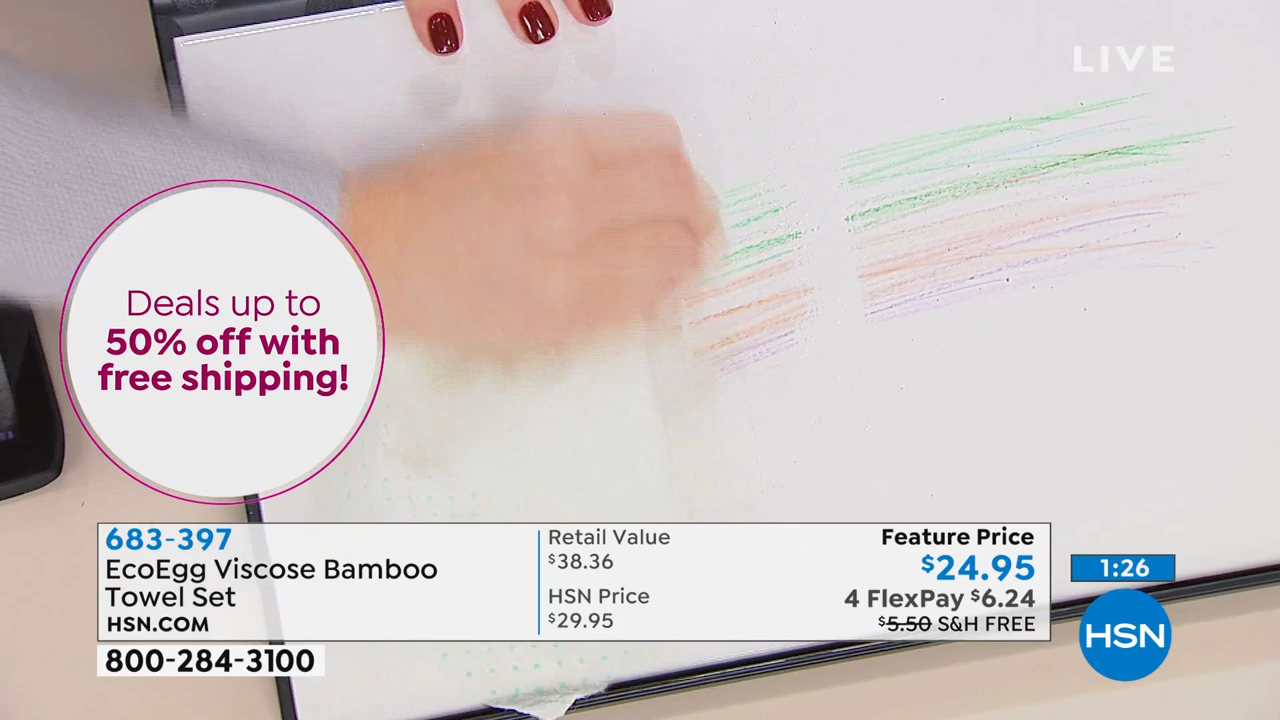 LIVE
Deals up to
50% off with
free shipping!
683-397
EcoEgg Viscose Bamboo
Towel Set
HSN.COM
Retail Value
$38.36
HSN Price
$29.95
Feature Price
$24.95
4 FlexPay $6.24
$5.50 S&H FREE
1:26
HSN
800-284-3100